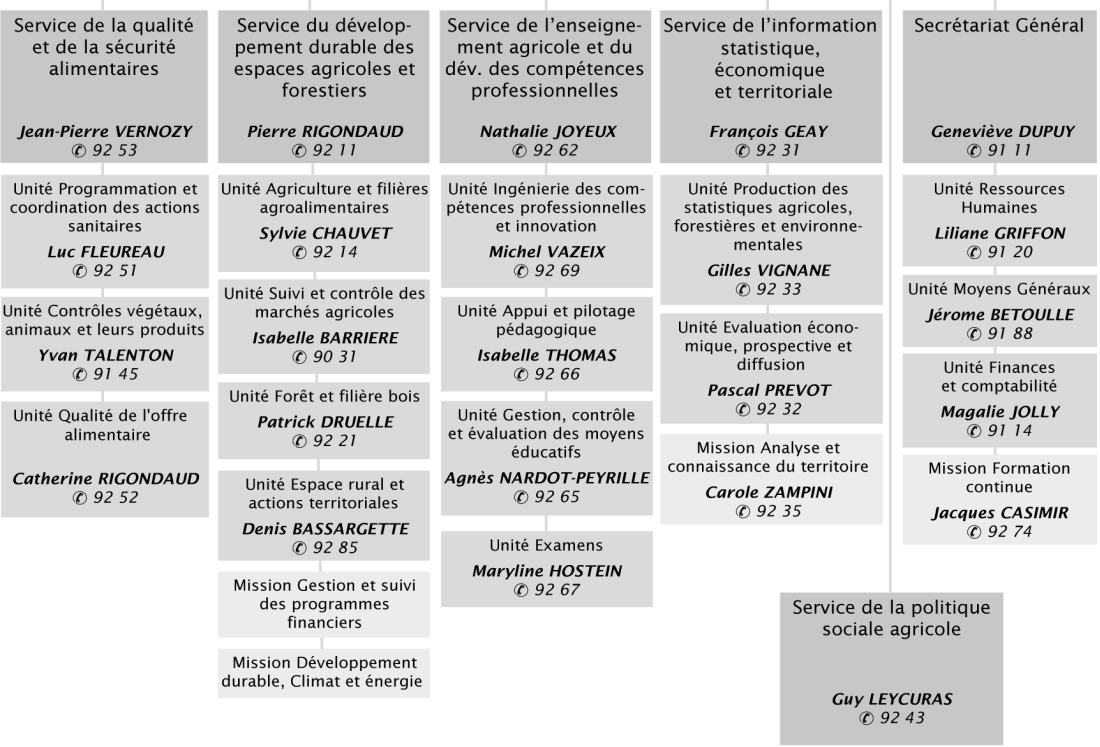 Service de la qualité
et de la sécurité
alimentaires
Jean-Pierre VERNOZY
✆ 92 53
Unité Programmation et
coordination des actions
sanitaires
Luc FLEUREAU
✆ 92 51
Unité Contrôles végétaux,
animaux et leurs produits
Yvan TALENTON
✆ 91 45
Unité Qualité de l'offre
alimentaire
Catherine RIGONDAUD
✆ 92 52
Service du dévelop-
pement durable des
espaces agricoles et
forestiers
Pierre RIGONDAUD
✆ 92 11
Unité Agriculture et filières
agroalimentaires
Sylvie CHAUVET
✆ 92 14
Unité Suivi et contrôle des
marchés agricoles
Isabelle BARRIERE
✆ 90 31
Unité Forêt et filière bois
Patrick DRUELLE
✆ 92 21
Unité Espace rural et
actions territoriales
Denis BASSARGETTE
✆ 92 85
Mission Gestion et suivi
des programmes
financiers
Mission Développement
durable, Climat et énergie
Service de l’enseigne-
ment agricole et du
dév. des compétences
professionnelles
Nathalie JOYEUX
✆ 92 62
Unité Ingénierie des com-
pétences professionnelles
et innovation
Michel VAZEIX
✆ 92 69
Unité Appui et pilotage
pédagogique
Isabelle THOMAS
✆ 92 66
Unité Gestion, contrôle
et évaluation des moyens
éducatifs
Agnès NARDOT-PEYRILLE
✆ 92 65
Unité Examens
Maryline HOSTEIN
✆ 92 67
Service de l’information
statistique,
économique
et territoriale
François GEAY
✆ 92 31
Unité Production des
statistiques agricoles,
forestières et environne-
mentales
Gilles VIGNANE
✆ 92 33
Unité Evaluation écono-
mique, prospective et
diffusion
Pascal PREVOT
✆ 92 32
Mission Analyse et
connaissance du territoire
Carole ZAMPINI
✆ 92 35
Secrétariat Général
Geneviève DUPUY
✆ 91 11
Unité Ressources
Humaines
Liliane GRIFFON
✆ 91 20
Unité Moyens Généraux
Jérome BETOULLE
✆ 91 88
Unité Finances
et comptabilité
Magalie JOLLY
✆ 91 14
Mission Formation
continue
Jacques CASIMIR
✆ 92 74
Service de la politique
sociale agricole
Guy LEYCURAS
✆ 92 43